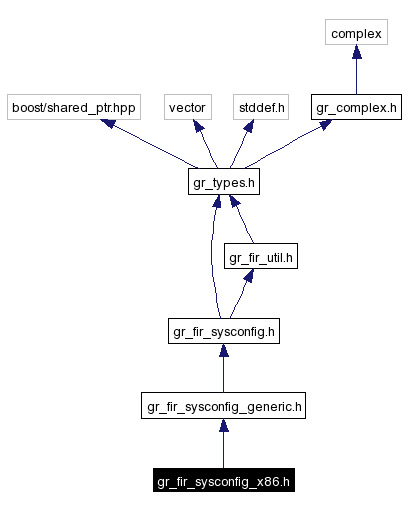 complex
boost/shared_ptr.hpp
vector
stddef.h
gr_complex.h
gr_types.h
gr_fir_util.h
gr_fir_sysconfig.h
gr_fir_sysconfig_generic.h
gr_fir_sysconfig_x86.h